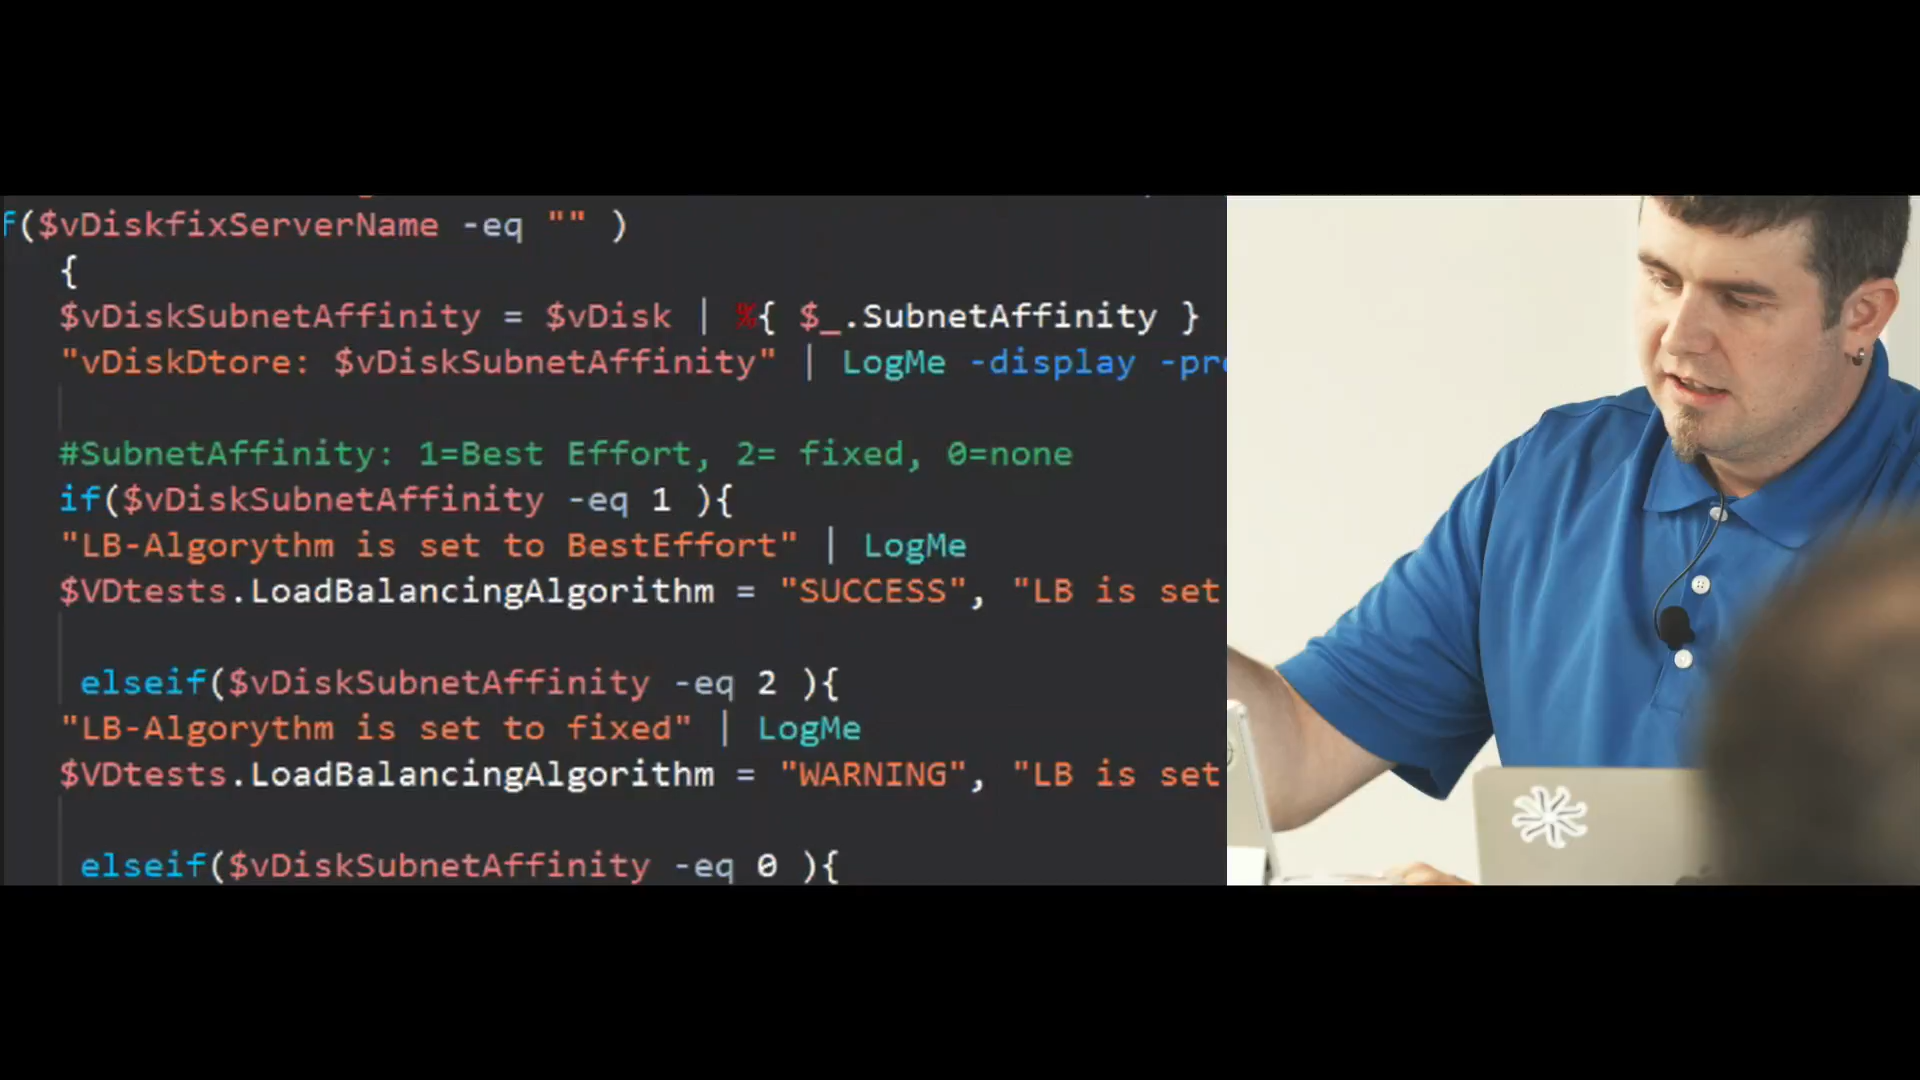 f($vDiskfixServerName -eq "" )
{
$vDiskSubnetAffinity = $vDisk | %{ $_.SubnetAffinity }
"vDiskDtore: $vDiskSubnetAffinity" | LogMe -display -pr
#SubnetAffinity: 1=Best Effort, 2= fixed, 0=none
if($vDiskSubnetAffinity -eq 1 ){
"LB-Algorythm is set to BestEffort" | LogMe
$VDtests.LoadBalancingAlgorithm = "SUCCESS", "LB is set
elseif($vDiskSubnetAffinity -eq 2 ){
"LB-Algorythm is set to fixed" | LogMe
$VDtests.LoadBalancingAlgorithm = "WARNING", "LB is set
elseif($vDiskSubnetAffinity -eq 0 ){